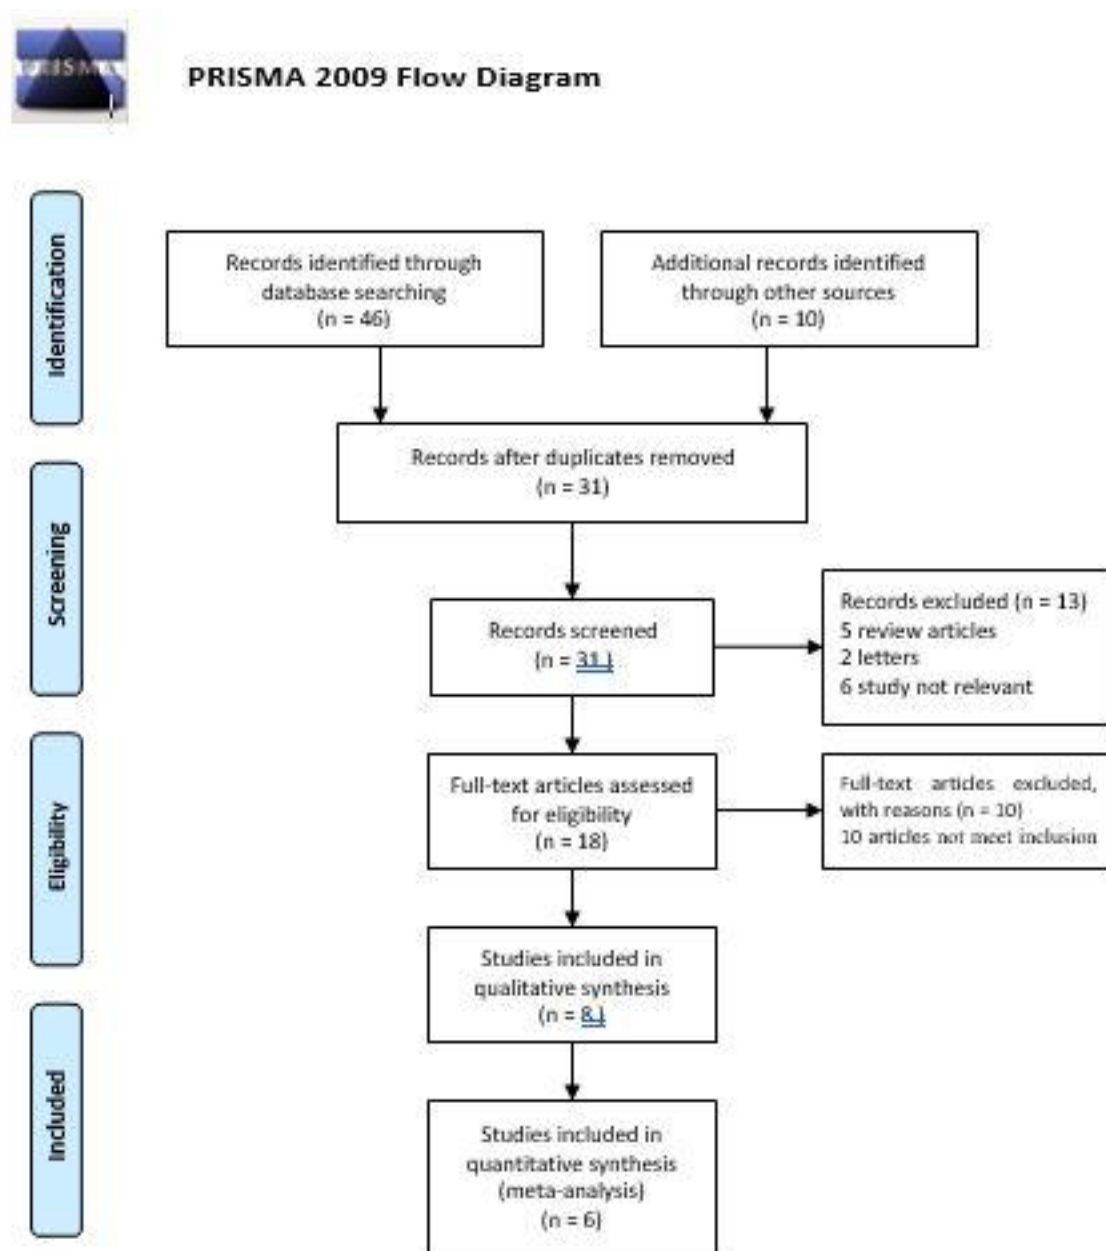 PRISMA
PRISMA 2009 Flow Diagram
Identification
Records identified through
database searching
(n = 46)
Additional records identified
through other sources
(n = 10)
Records after duplicates removed
(n = 31)
Screening
Records screened
(n = 31 )
Records excluded (n = 13)
5 review articles
2 letters
6 study not relevant
Eligibility
Full-text articles assessed
for eligibility
(n = 18)
Full-text articles excluded,
with reasons (n = 10)
10 articles not meet inclusion
Studies included in
qualitative synthesis
(n = 8 )
Included
Studies included in
quantitative synthesis
(meta-analysis)
(n = 6)